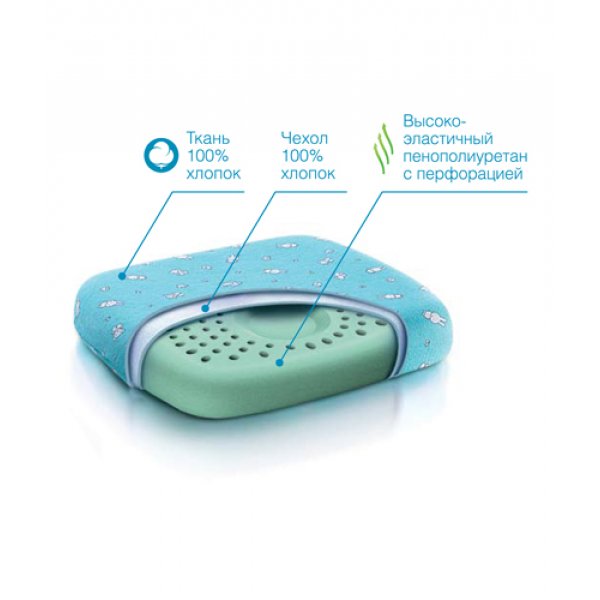 Ткань
100%
хлопок
Чехол
100%
хлопок
Высоко-
эластичный
пенополиуретан
с перфорацией